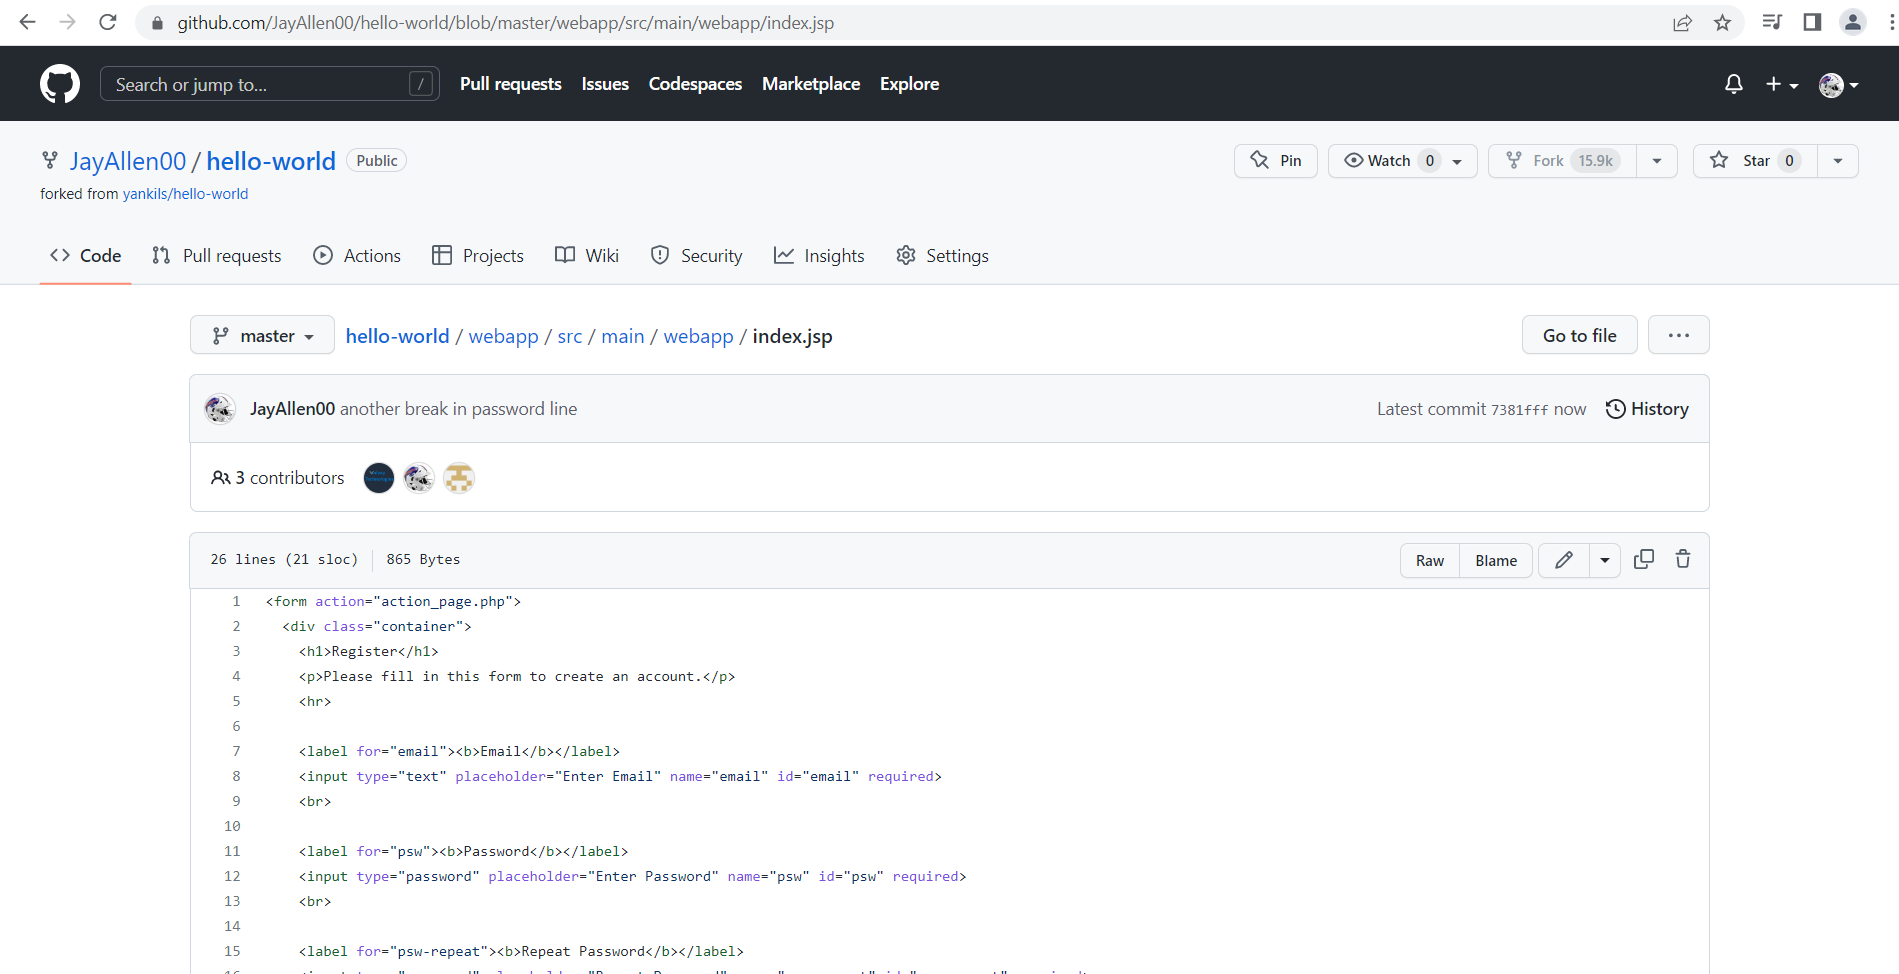 github.com/JayAllen00/hello-world/blob/master/webapp/src/main/webapp/index.jsp
Search or jump to... /
Pull requests Issues Codespaces Marketplace Explore
JayAllen00 / hello-world Public
Pin Watch 0 Fork 15.9k Star 0
forked from yankils/hello-world
Code Pull requests Actions Projects Wiki Security Insights Settings
master hello-world / webapp / src / main / webapp / index.jsp Go to file ...
JayAllen00 another break in password line Latest commit 7381fff now History
3 contributors
26 lines (21 sloc) 865 Bytes Raw Blame
1 <form action="action_page.php">
2 <div class="container">
3 <h1>Register</h1>
4 <p>Please fill in this form to create an account.</p>
5 <hr>
6
7 <label for="email"><b>Email</b></label>
8 <input type="text" placeholder="Enter Email" name="email" id="email" required>
9 <br>
10
11 <label for="psw"><b>Password</b></label>
12 <input type="password" placeholder="Enter Password" name="psw" id="psw" required>
13 <br>
14
15 <label for="psw-repeat"><b>Repeat Password</b></label>